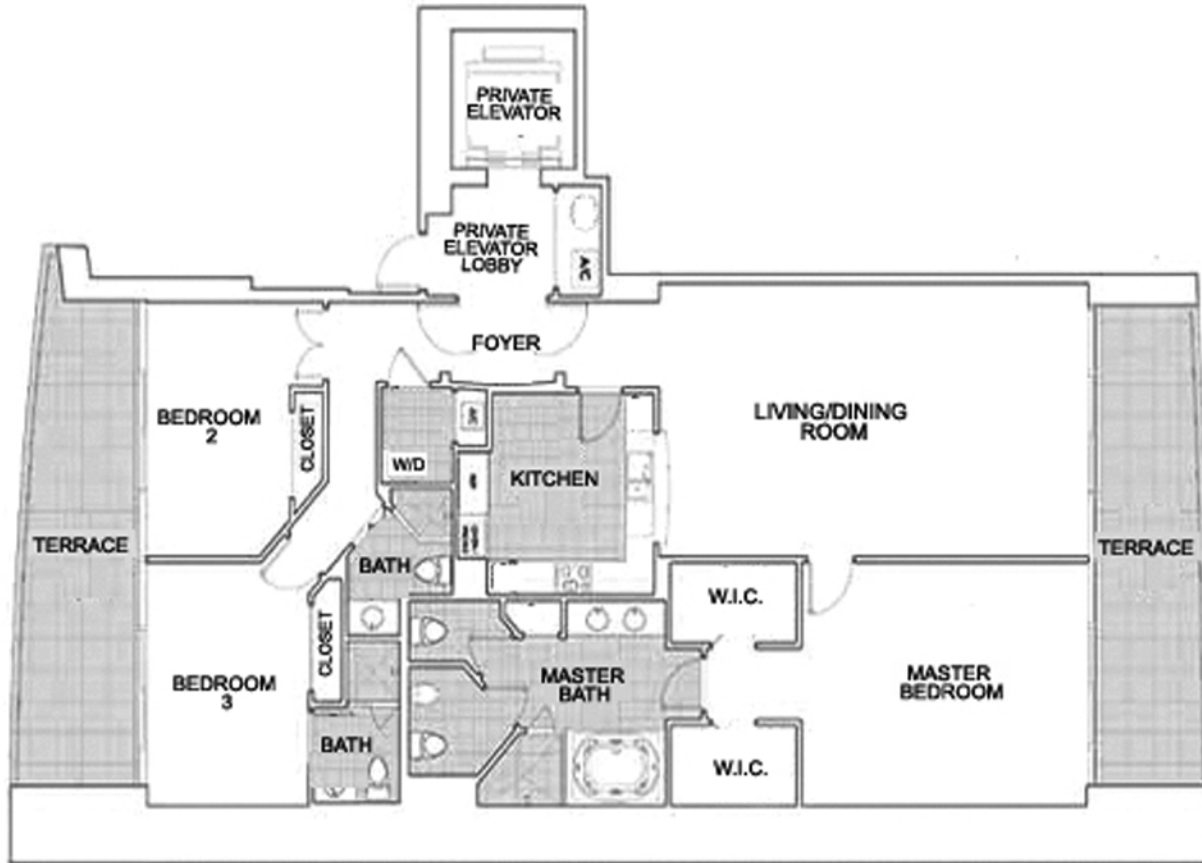 PRIVATE
ELEVATOR
PRIVATE
ELEVATOR
LOBBY
A/C
FOYER
BEDROOM
2
CLOSET
A/C
W/D
KITCHEN
REF
LIVING/DINING
ROOM
TERRACE
TERRACE
BATH
W.I.C.
CLOSET
BEDROOM
3
MASTER
BATH
MASTER
BEDROOM
BATH
W.I.C.